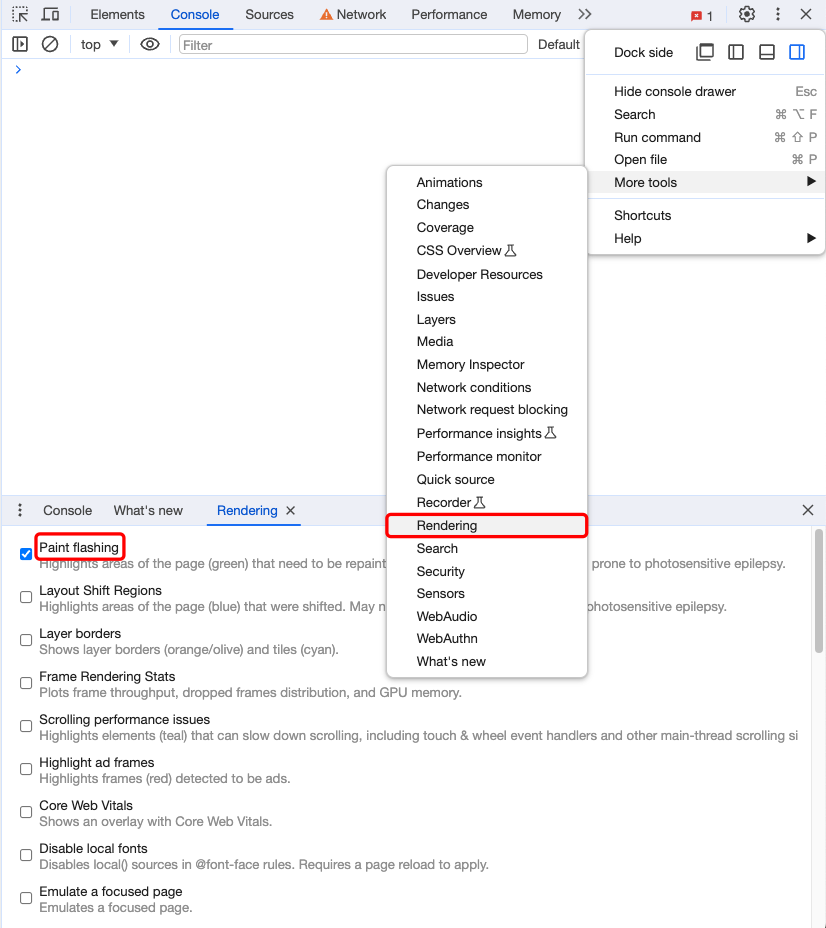 Elements Console Sources Network Performance Memory 1
top Filter Default
Dock side
Hide console drawer Esc
Search ⌘ ⌥ F
Run command ⌘ ⇧ P
Open file ⌘ P
More tools
Shortcuts
Help
Animations
Changes
Coverage
CSS Overview
Developer Resources
Issues
Layers
Media
Memory Inspector
Network conditions
Network request blocking
Performance insights
Performance monitor
Quick source
Recorder
Rendering
Search
Security
Sensors
WebAudio
WebAuthn
What's new
Console What's new Rendering
Paint flashing
Highlights areas of the page (green) that need to be repaint prone to photosensitive epilepsy.
Layout Shift Regions
Highlights areas of the page (blue) that were shifted. May n photosensitive epilepsy.
Layer borders
Shows layer borders (orange/olive) and tiles (cyan).
Frame Rendering Stats
Plots frame throughput, dropped frames distribution, and GPU memory.
Scrolling performance issues
Highlights elements (teal) that can slow down scrolling, including touch & wheel event handlers and other main-thread scrolling si
Highlight ad frames
Highlights frames (red) detected to be ads.
Core Web Vitals
Shows an overlay with Core Web Vitals.
Disable local fonts
Disables local() sources in @font-face rules. Requires a page reload to apply.
Emulate a focused page
Emulates a focused page.